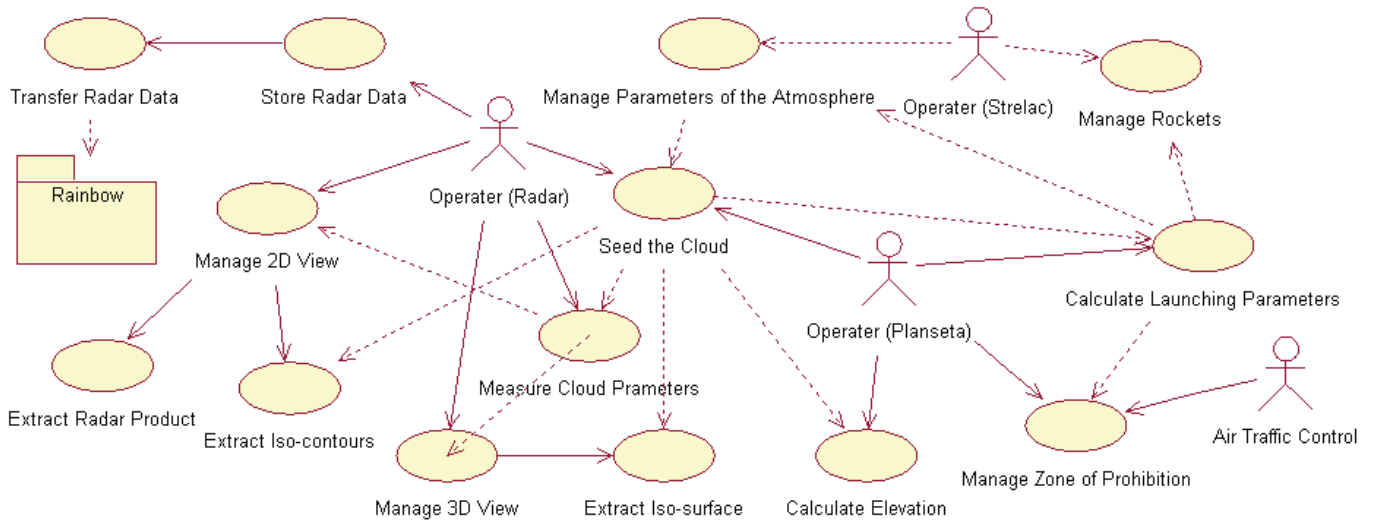 Transfer Radar Data
Store Radar Data
Manage Parameters of the Atmosphere
Operater (Strelac)
Manage Rockets
Rainbow
Operater (Radar)
Manage 2D View
Seed the Cloud
Calculate Launching Parameters
Operater (Planseta)
Extract Radar Product
Extract Iso-contours
Measure Cloud Prameters
Air Traffic Control
Manage 3D View
Extract Iso-surface
Calculate Elevation
Manage Zone of Prohibition